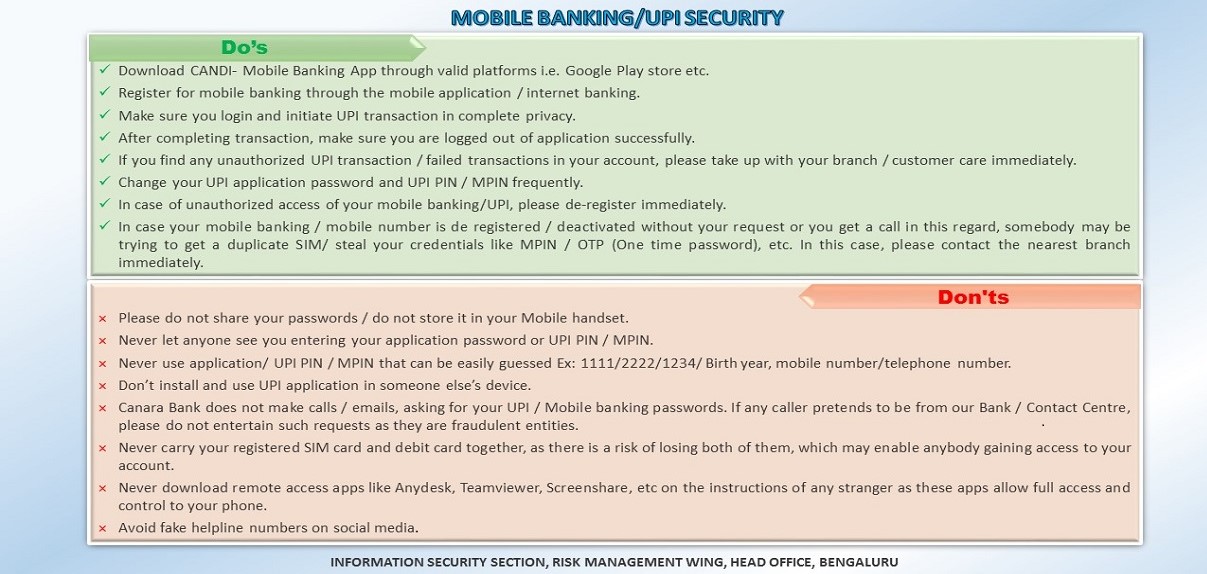 MOBILE BANKING/UPI SECURITY
Do’s
✓ Download CANDI- Mobile Banking App through valid platforms i.e. Google Play store etc.
✓ Register for mobile banking through the mobile application / internet banking.
✓ Make sure you login and initiate UPI transaction in complete privacy.
✓ After completing transaction, make sure you are logged out of application successfully.
✓ If you find any unauthorized UPI transaction / failed transactions in your account, please take up with your branch / customer care immediately.
✓ Change your UPI application password and UPI PIN / MPIN frequently.
✓ In case of unauthorized access of your mobile banking/UPI, please de-register immediately.
✓ In case your mobile banking / mobile number is de registered / deactivated without your request or you get a call in this regard, somebody may be
trying to get a duplicate SIM/ steal your credentials like MPIN / OTP (One time password), etc. In this case, please contact the nearest branch
immediately.
Don'ts
× Please do not share your passwords / do not store it in your Mobile handset.
× Never let anyone see you entering your application password or UPI PIN / MPIN.
× Never use application/ UPI PIN / MPIN that can be easily guessed Ex: 1111/2222/1234/ Birth year, mobile number/telephone number.
× Don’t install and use UPI application in someone else’s device.
× Canara Bank does not make calls / emails, asking for your UPI / Mobile banking passwords. If any caller pretends to be from our Bank / Contact Centre,
please do not entertain such requests as they are fraudulent entities.
× Never carry your registered SIM card and debit card together, as there is a risk of losing both of them, which may enable anybody gaining access to your
account.
× Never download remote access apps like Anydesk, Teamviewer, Screenshare, etc on the instructions of any stranger as these apps allow full access and
control to your phone.
× Avoid fake helpline numbers on social media.
INFORMATION SECURITY SECTION, RISK MANAGEMENT WING, HEAD OFFICE, BENGALURU